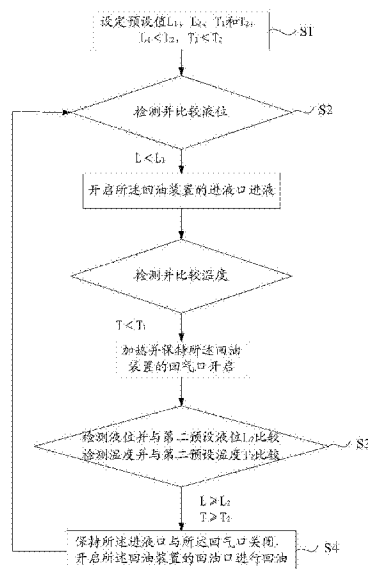 设定预设值L₁、L₂、T₁和T₂,
L₁<L₂, T₁<T₂
S1
检测并比较液位
S2
L<L₁
开启所述回油装置的进液口进液
检测并比较温度
T<T₁
加热并保持所述回油
装置的回气口开启
检测液位并与第二预设液位L₂比较
检测温度并与第二预设温度T₂比较
S3
L≥L₂
T≥T₂
保持所述进液口与所述回气口关闭,
开启所述回油装置的回油口进行回油
S4